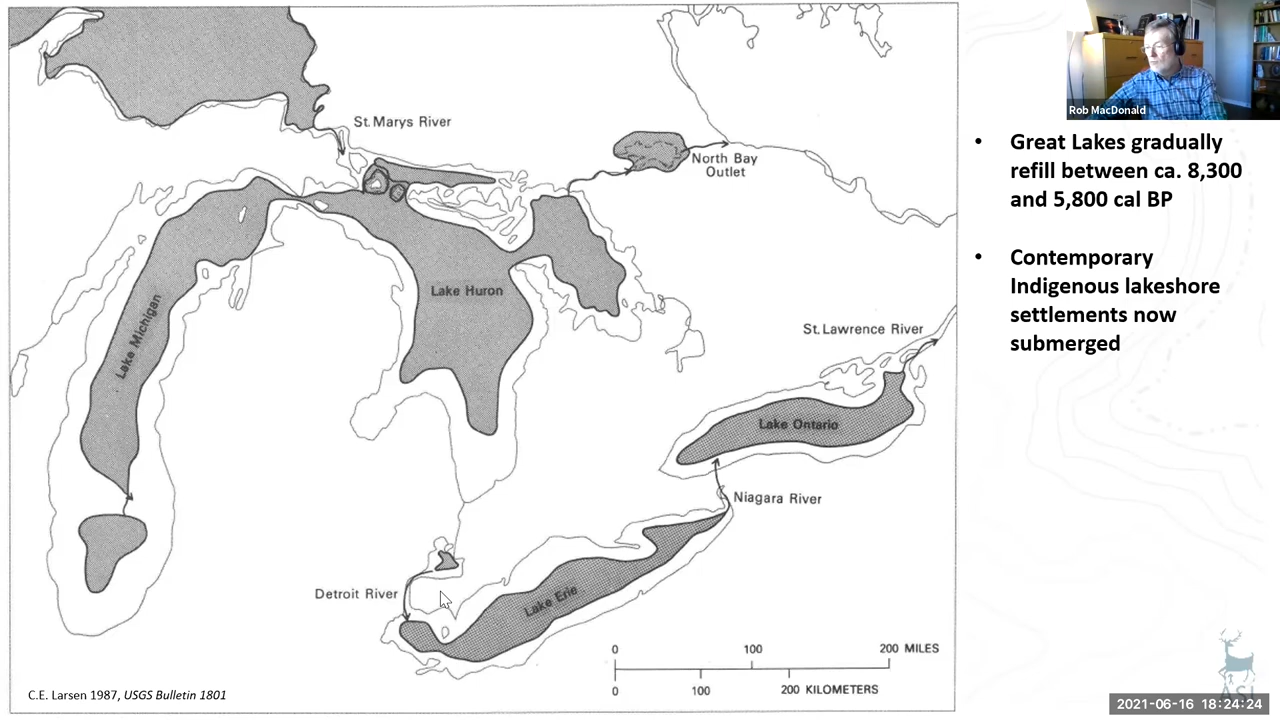 St. Marys River
North Bay
Outlet
Lake Huron
Lake Michigan
St. Lawrence River
Lake Ontario
Niagara River
Detroit River
Lake Erie
0 100 200 MILES
0 100 200 KILOMETERS
C.E. Larsen 1987, USGS Bulletin 1801
Rob MacDonald
• Great Lakes gradually
refill between ca. 8,300
and 5,800 cal BP
• Contemporary
Indigenous lakeshore
settlements now
submerged
ASI
2021-06-16 18:24:24